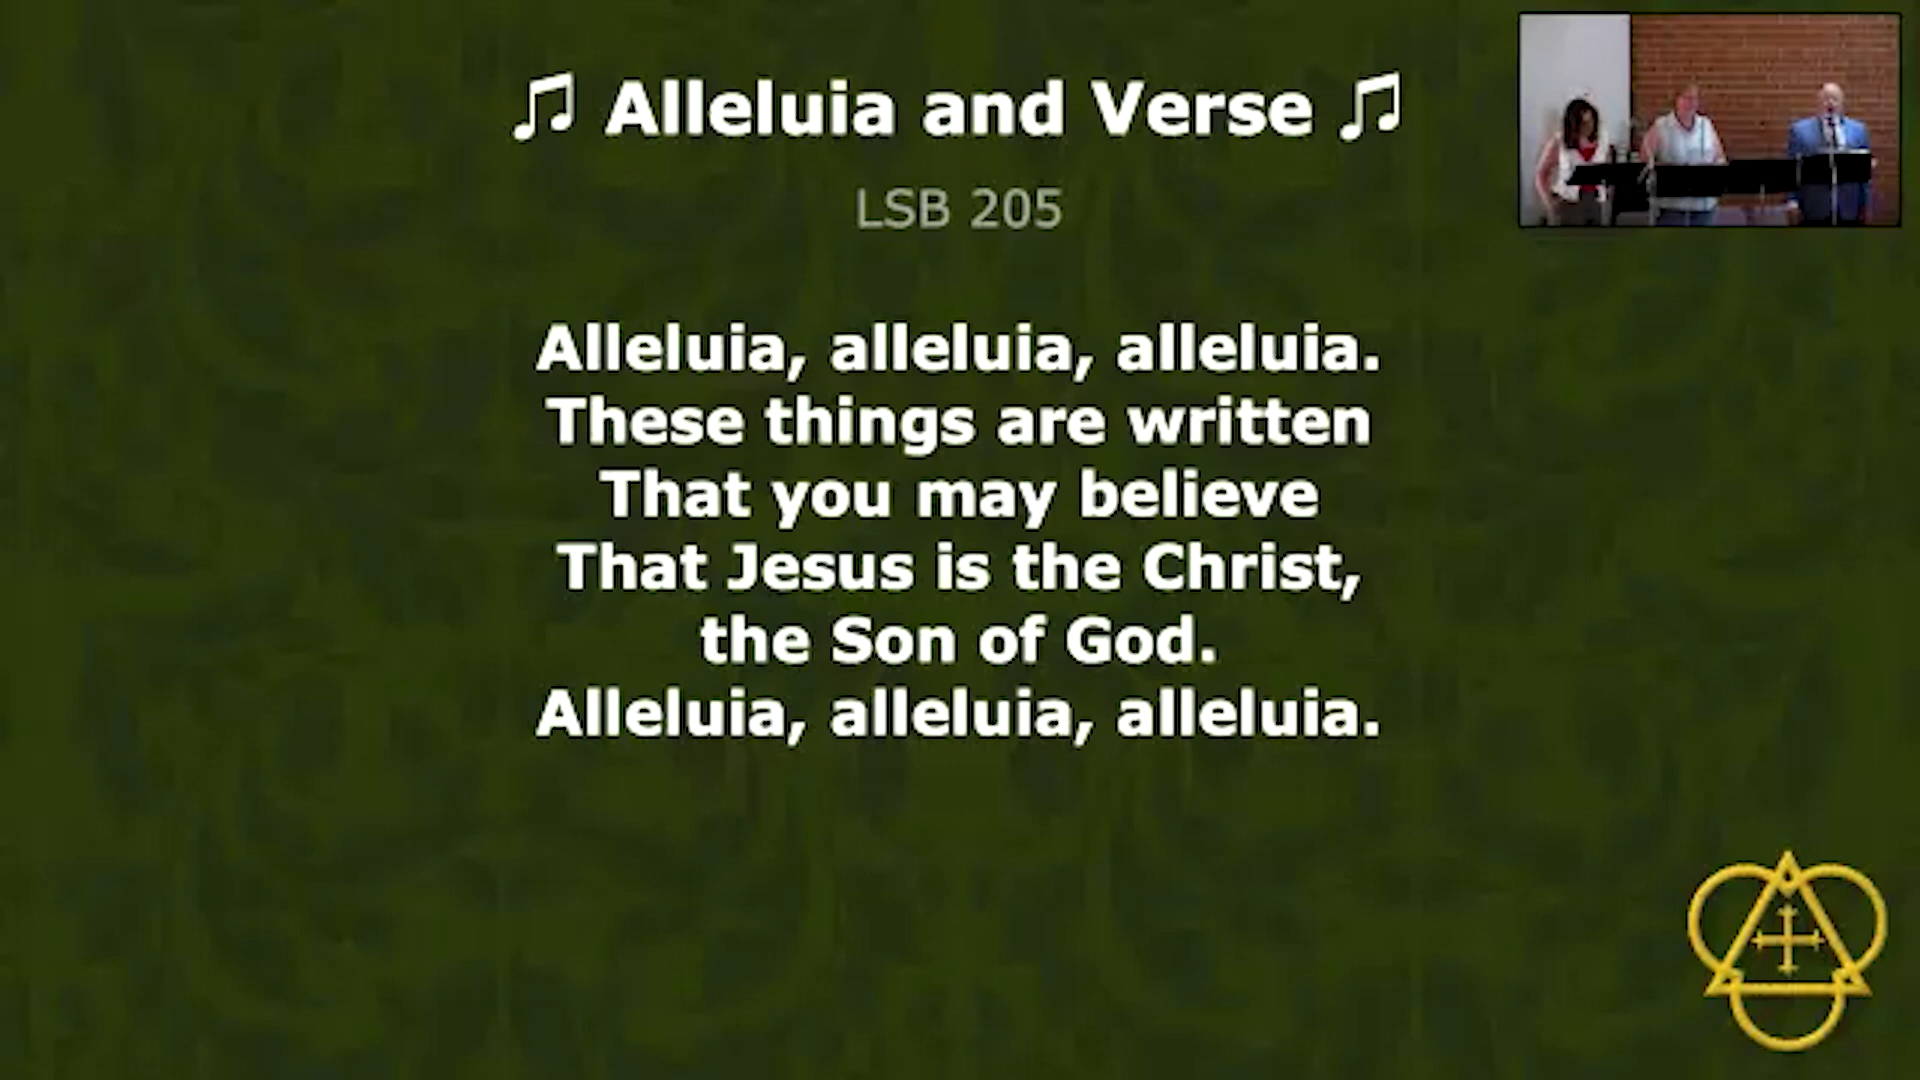 ♫ Alleluia and Verse ♫
LSB 205
Alleluia, alleluia, alleluia.
These things are written
That you may believe
That Jesus is the Christ,
the Son of God.
Alleluia, alleluia, alleluia.